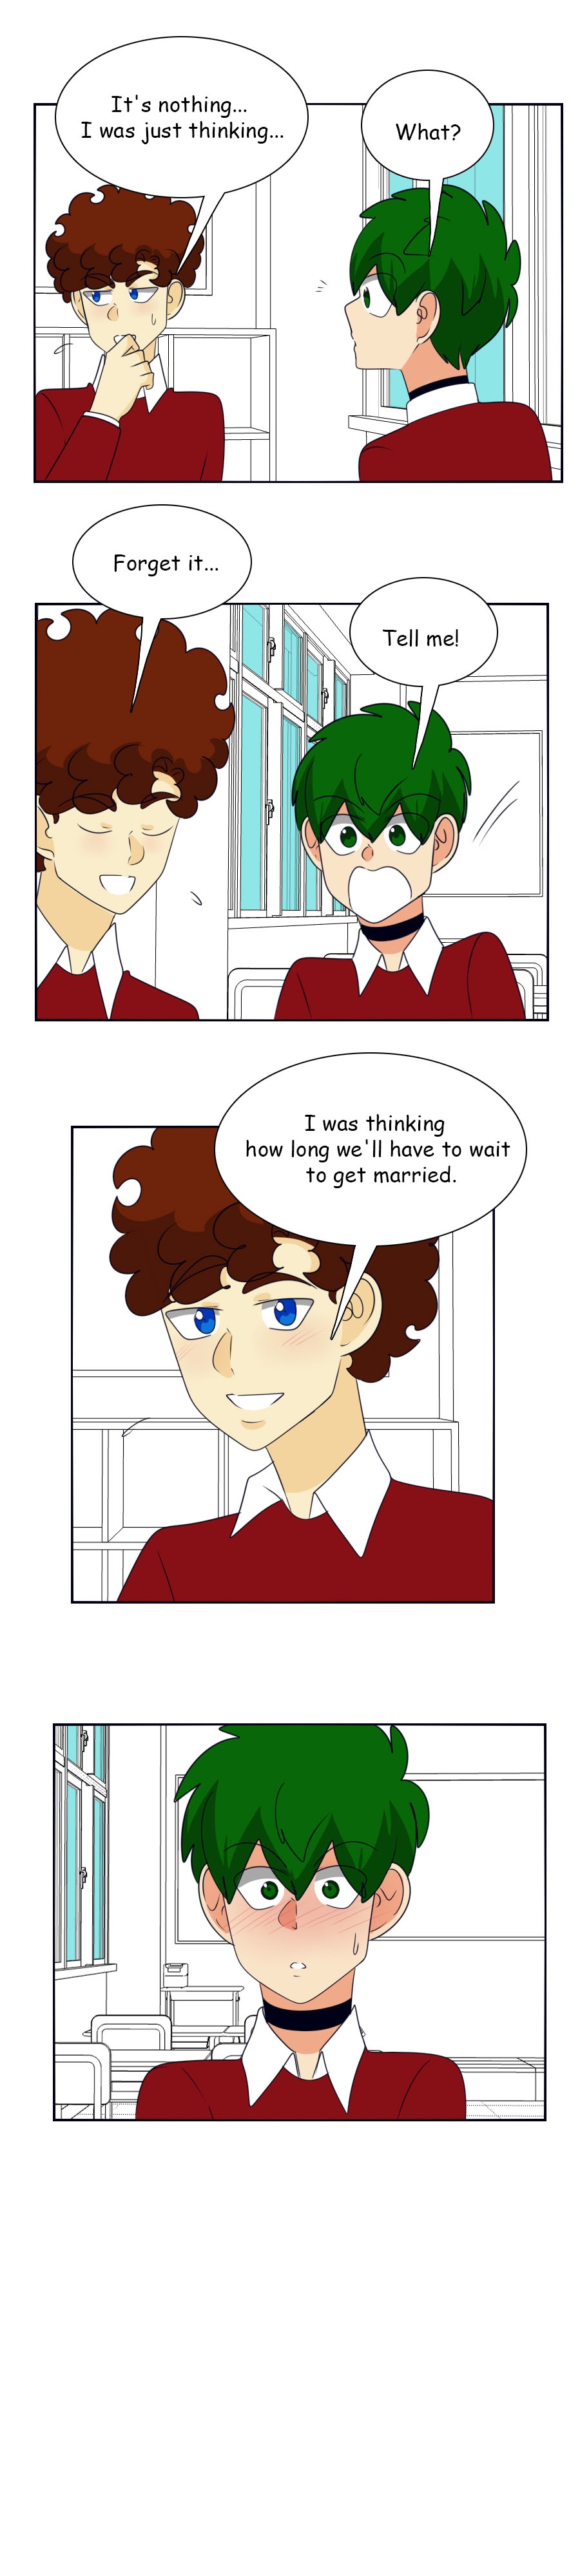 It's nothing...
I was just thinking...
What?
Forget it...
Tell me!
I was thinking
how long we'll have to wait
to get married.